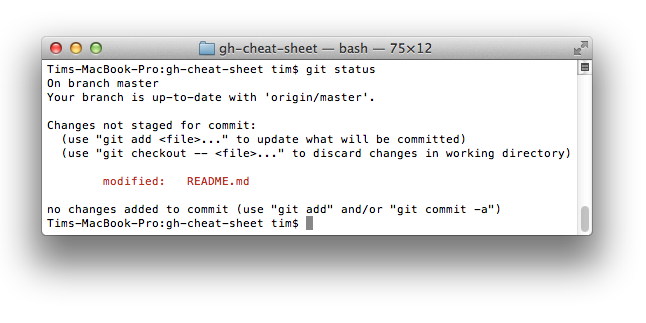 gh-cheat-sheet — bash — 75×12
Tims-MacBook-Pro:gh-cheat-sheet tim$ git status
On branch master
Your branch is up-to-date with 'origin/master'.
Changes not staged for commit:
  (use "git add <file>..." to update what will be committed)
  (use "git checkout -- <file>..." to discard changes in working directory)
        modified:   README.md
no changes added to commit (use "git add" and/or "git commit -a")
Tims-MacBook-Pro:gh-cheat-sheet tim$